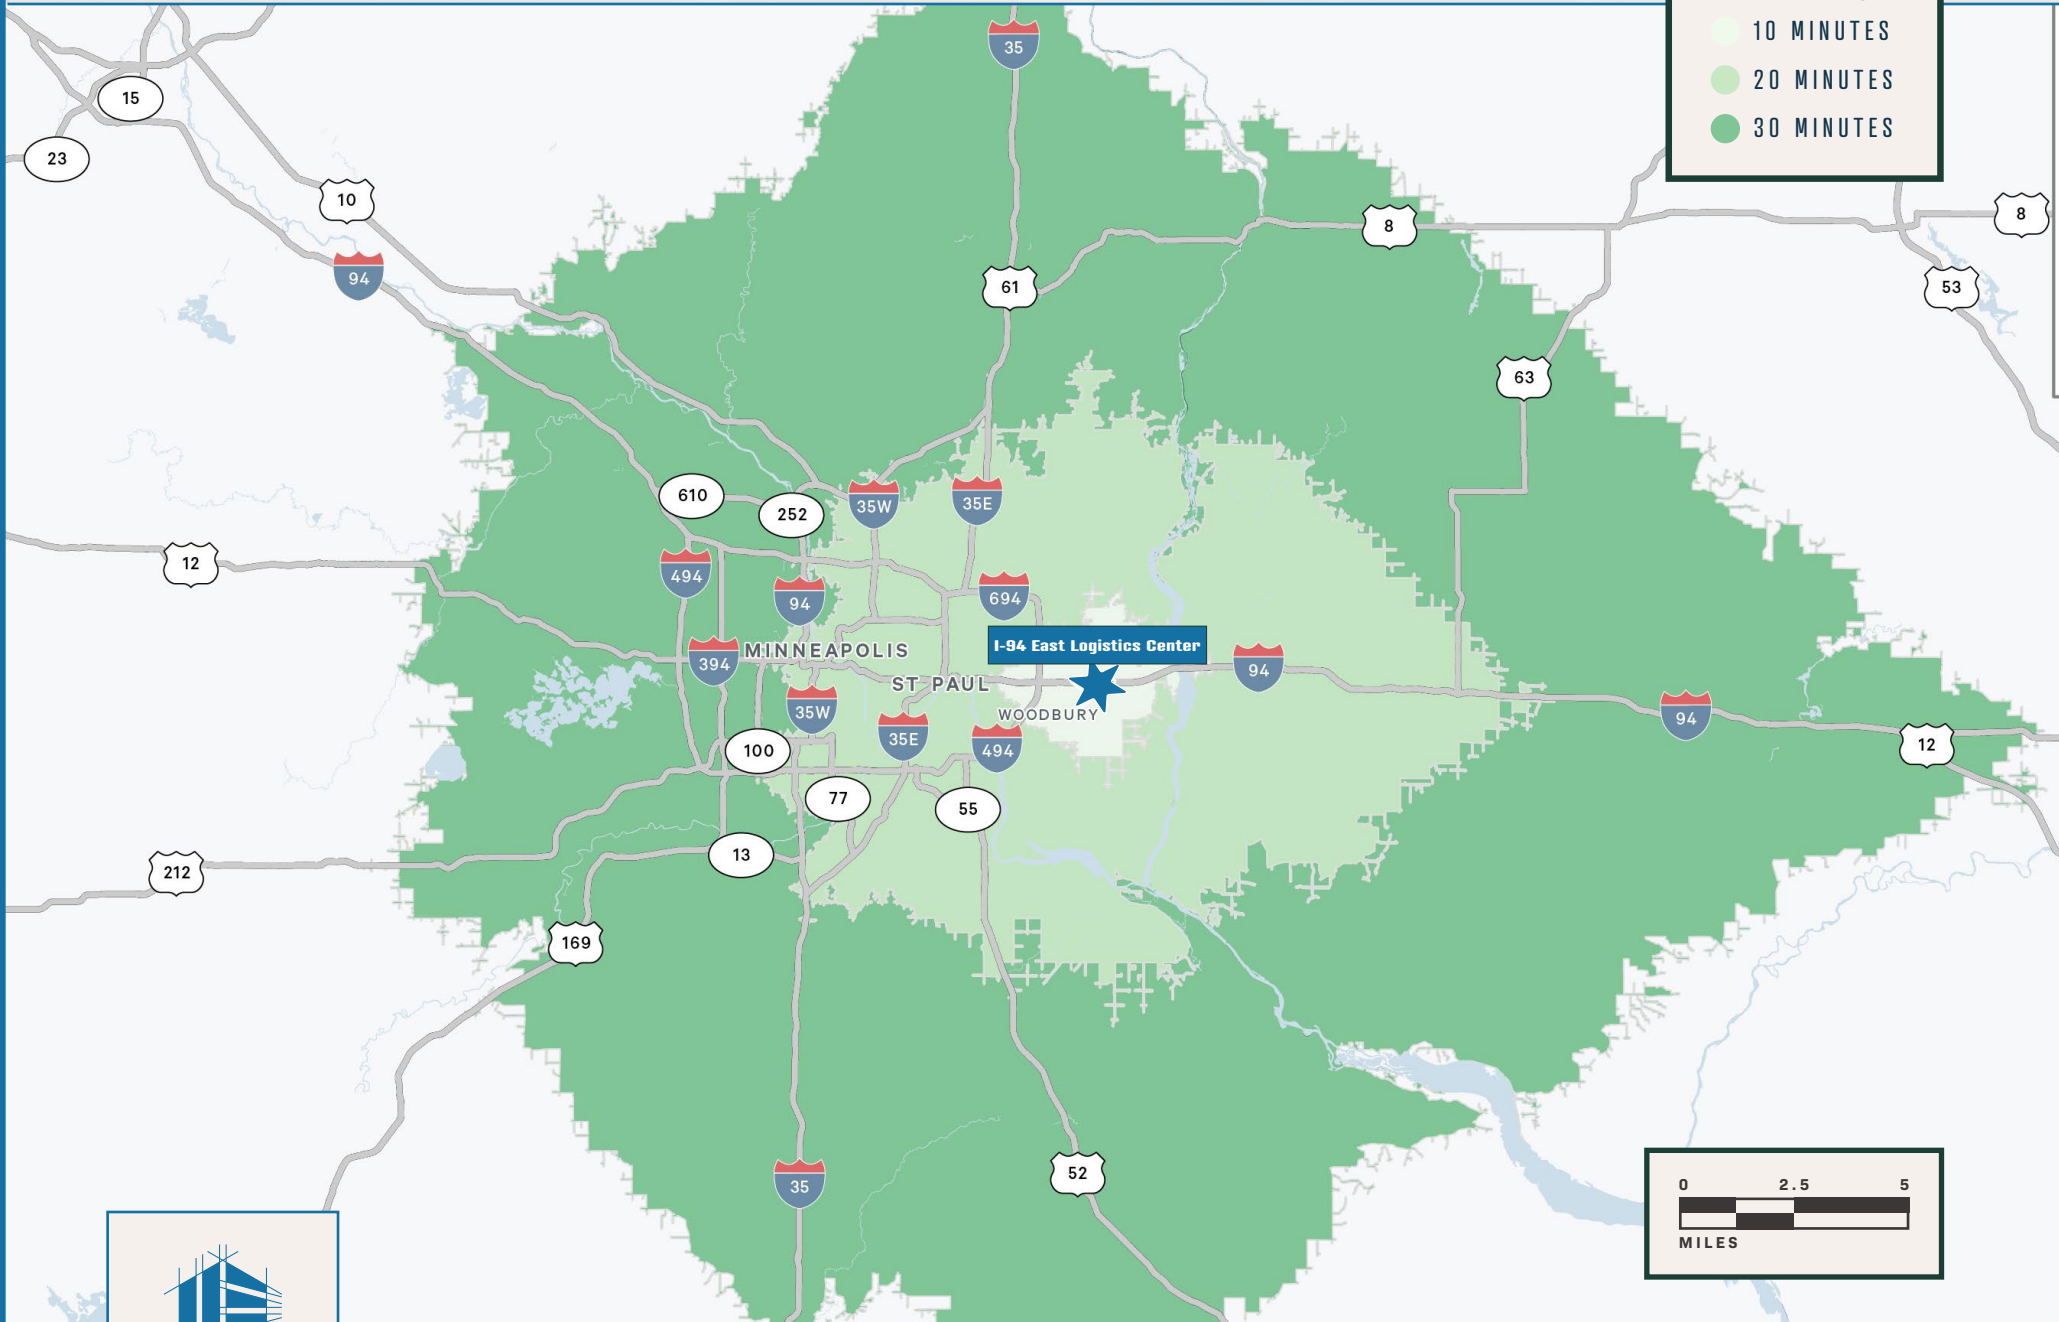 35
10 MINUTES
20 MINUTES
30 MINUTES
15
23
10
8
8
94
61
53
63
610
252
35W
35E
12
494
94
694
MINNEAPOLIS
I-94 East Logistics Center
394
94
ST PAUL
35W
WOODBURY
94
35E
494
100
12
77
55
13
212
169
52
35
0 2.5 5
MILES